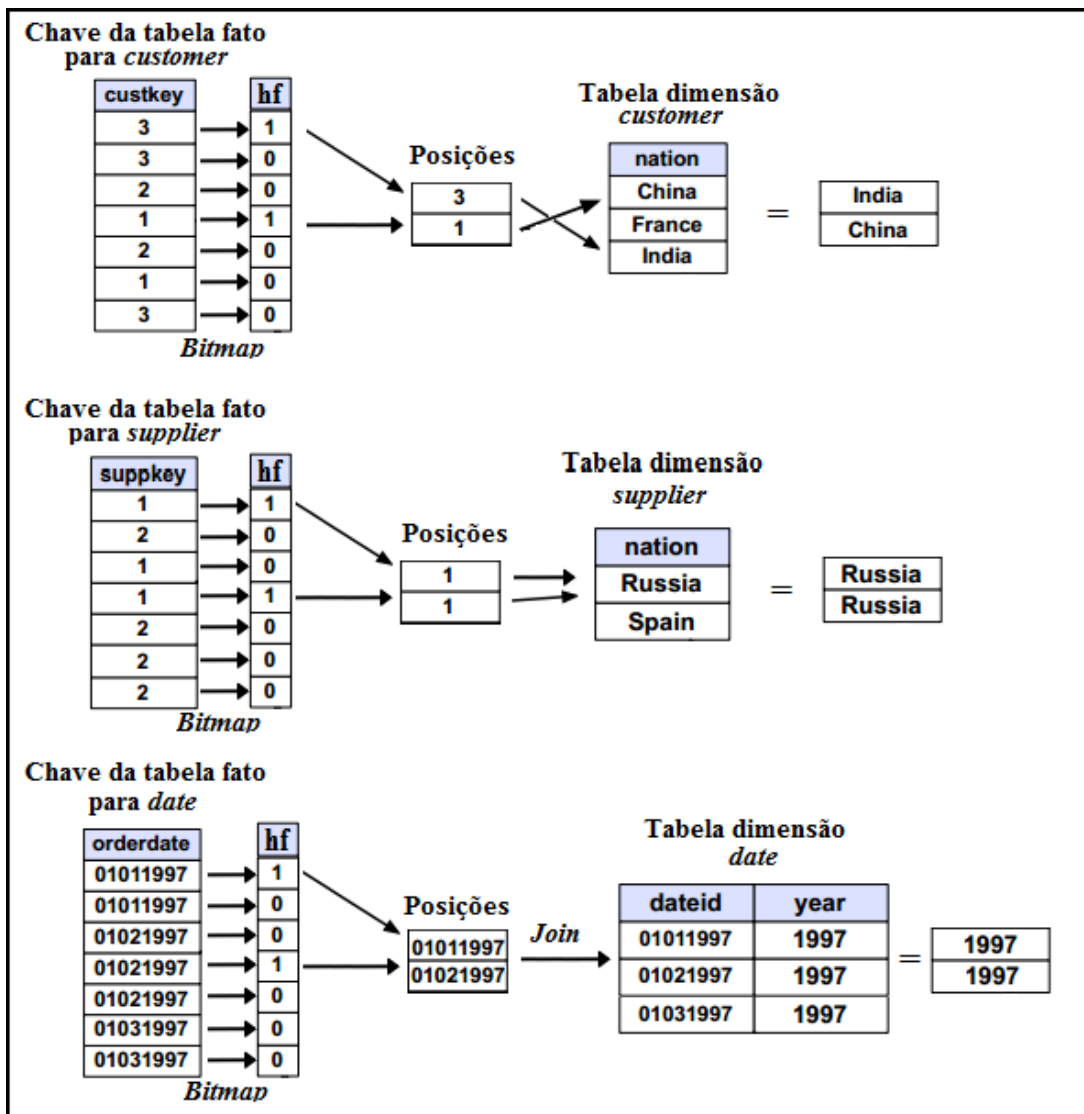 Chave da tabela fato
para customer
custkey
hf
3
1
3
0
2
0
1
1
2
0
1
0
3
0
Bitmap
Posições
3
1
Tabela dimensão
customer
nation
China
France
India
=
India
China
Chave da tabela fato
para supplier
suppkey
hf
1
1
2
0
1
0
1
1
2
0
2
0
2
0
Bitmap
Posições
1
1
Tabela dimensão
supplier
nation
Russia
Spain
=
Russia
Russia
Chave da tabela fato
para date
orderdate
hf
01011997
1
01011997
0
01021997
0
01021997
1
01021997
0
01031997
0
01031997
0
Bitmap
Posições
01011997
01021997
Join
Tabela dimensão
date
dateid year
01011997 1997
01021997 1997
01031997 1997
=
1997
1997